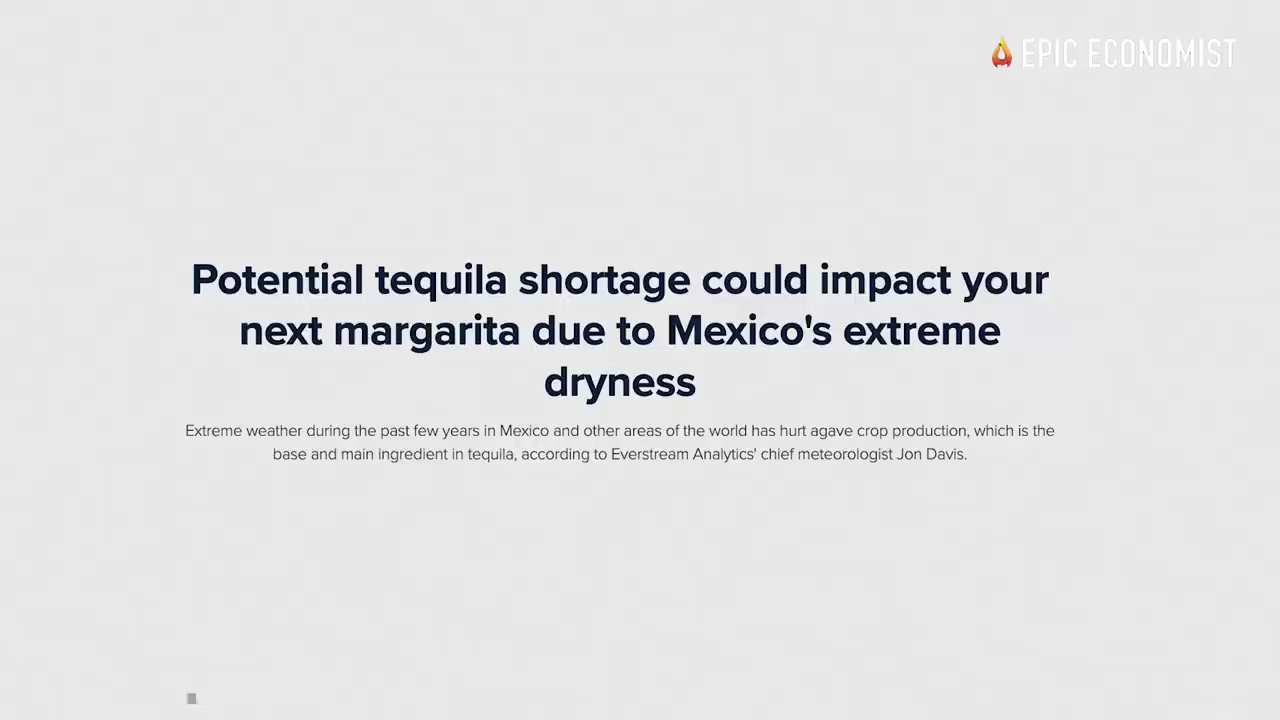 EPIC ECONOMIST
Potential tequila shortage could impact your
next margarita due to Mexico's extreme
dryness
Extreme weather during the past few years in Mexico and other areas of the world has hurt agave crop production, which is the
base and main ingredient in tequila, according to Everstream Analytics' chief meteorologist Jon Davis.